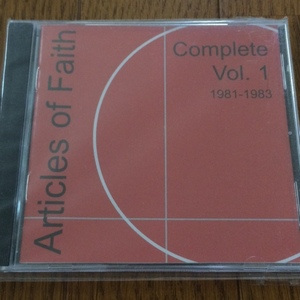 Articles of Faith
Complete
Vol. 1
1981-1983